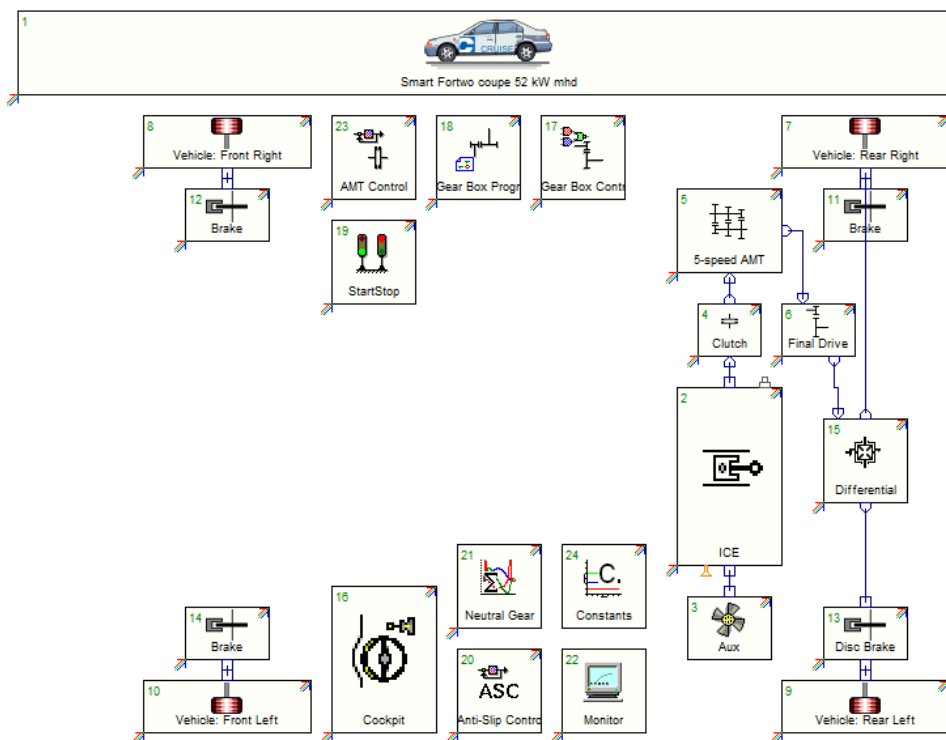 1
CRUISE
Smart Fortwo coupe 52 kW mhd
8
Vehicle: Front Right
23
AMT Control
18
Gear Box Progr
17
Gear Box Contr
7
Vehicle: Rear Right
12
Brake
19
StartStop
5
5-speed AMT
11
Brake
4
Clutch
6
Final Drive
2
ICE
15
Differential
21
Neutral Gear
24
C.
Constants
16
Cockpit
3
Aux
14
Brake
13
Disc Brake
20
ASC
Anti-Slip Contro
22
Monitor
10
Vehicle: Front Left
9
Vehicle: Rear Left